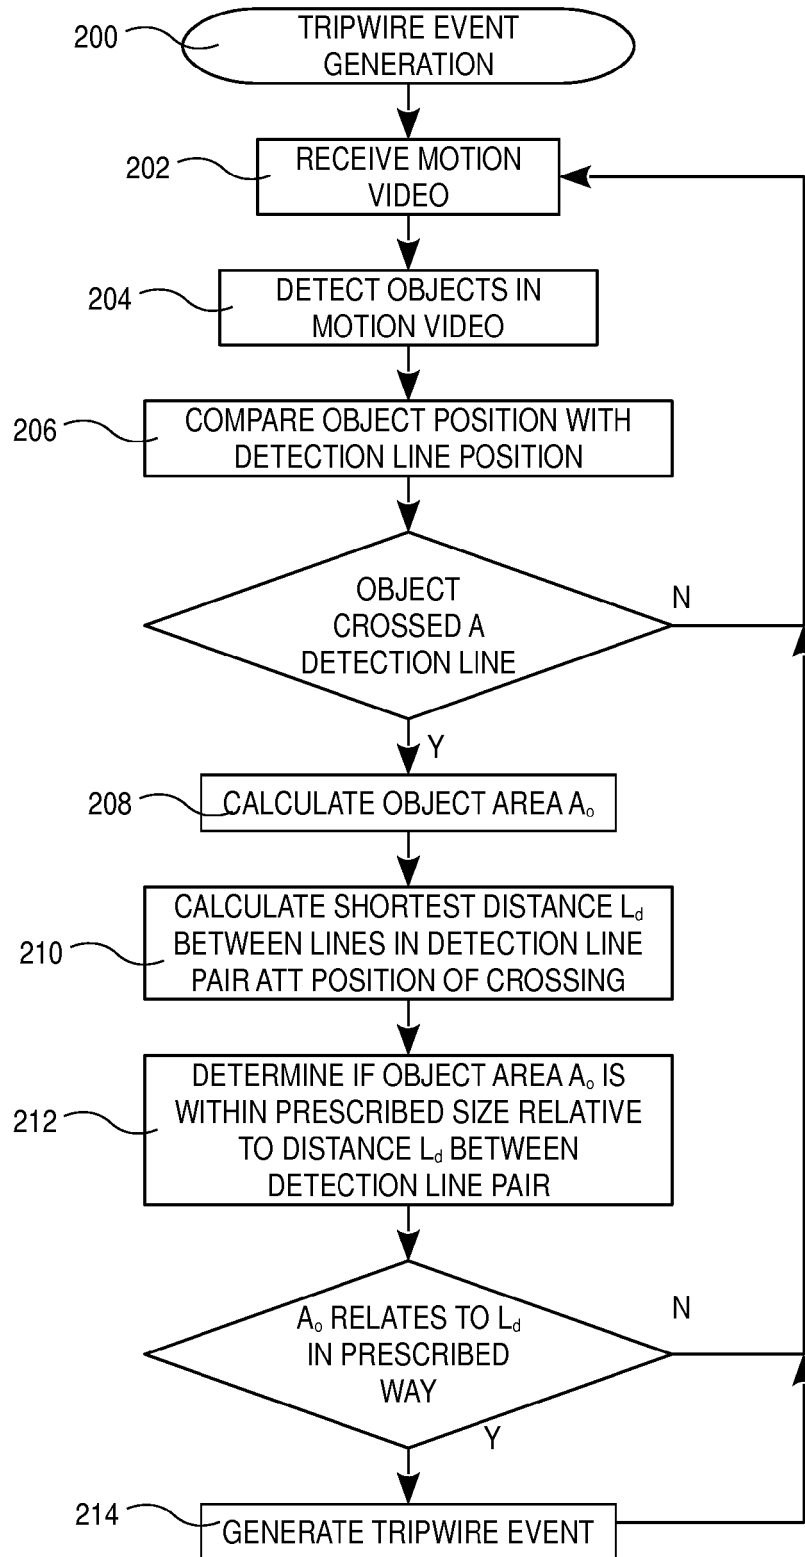 200
TRIPWIRE EVENT
GENERATION
202
RECEIVE MOTION
VIDEO
204
DETECT OBJECTS IN
MOTION VIDEO
206
COMPARE OBJECT POSITION WITH
DETECTION LINE POSITION
OBJECT
CROSSED A
DETECTION LINE
N
Y
208
CALCULATE OBJECT AREA Aₒ
210
CALCULATE SHORTEST DISTANCE L_d
BETWEEN LINES IN DETECTION LINE
PAIR ATT POSITION OF CROSSING
212
DETERMINE IF OBJECT AREA Aₒ IS
WITHIN PRESCRIBED SIZE RELATIVE
TO DISTANCE L_d BETWEEN
DETECTION LINE PAIR
Aₒ RELATES TO L_d
IN PRESCRIBED
WAY
N
Y
214
GENERATE TRIPWIRE EVENT